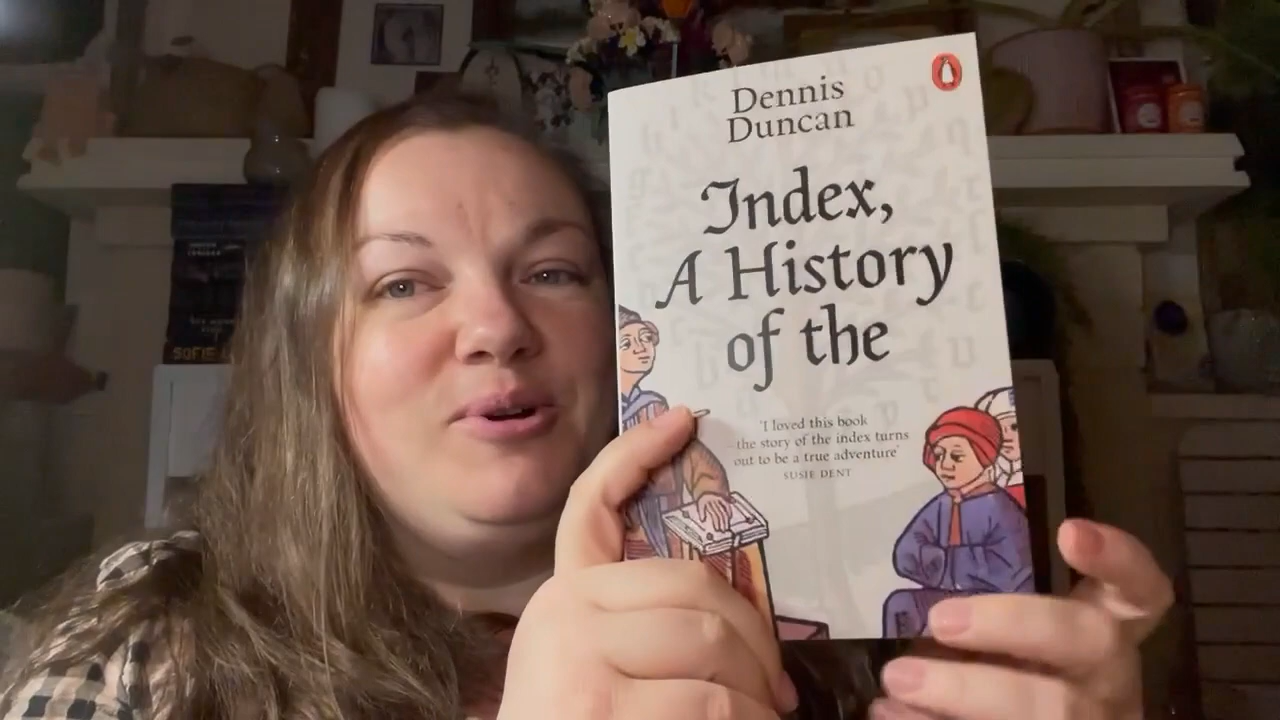 Dennis
Duncan
Index,
A History
of the
'I loved this book
– the story of the index turns
out to be a true adventure'
SUSIE DENT
SOFIE